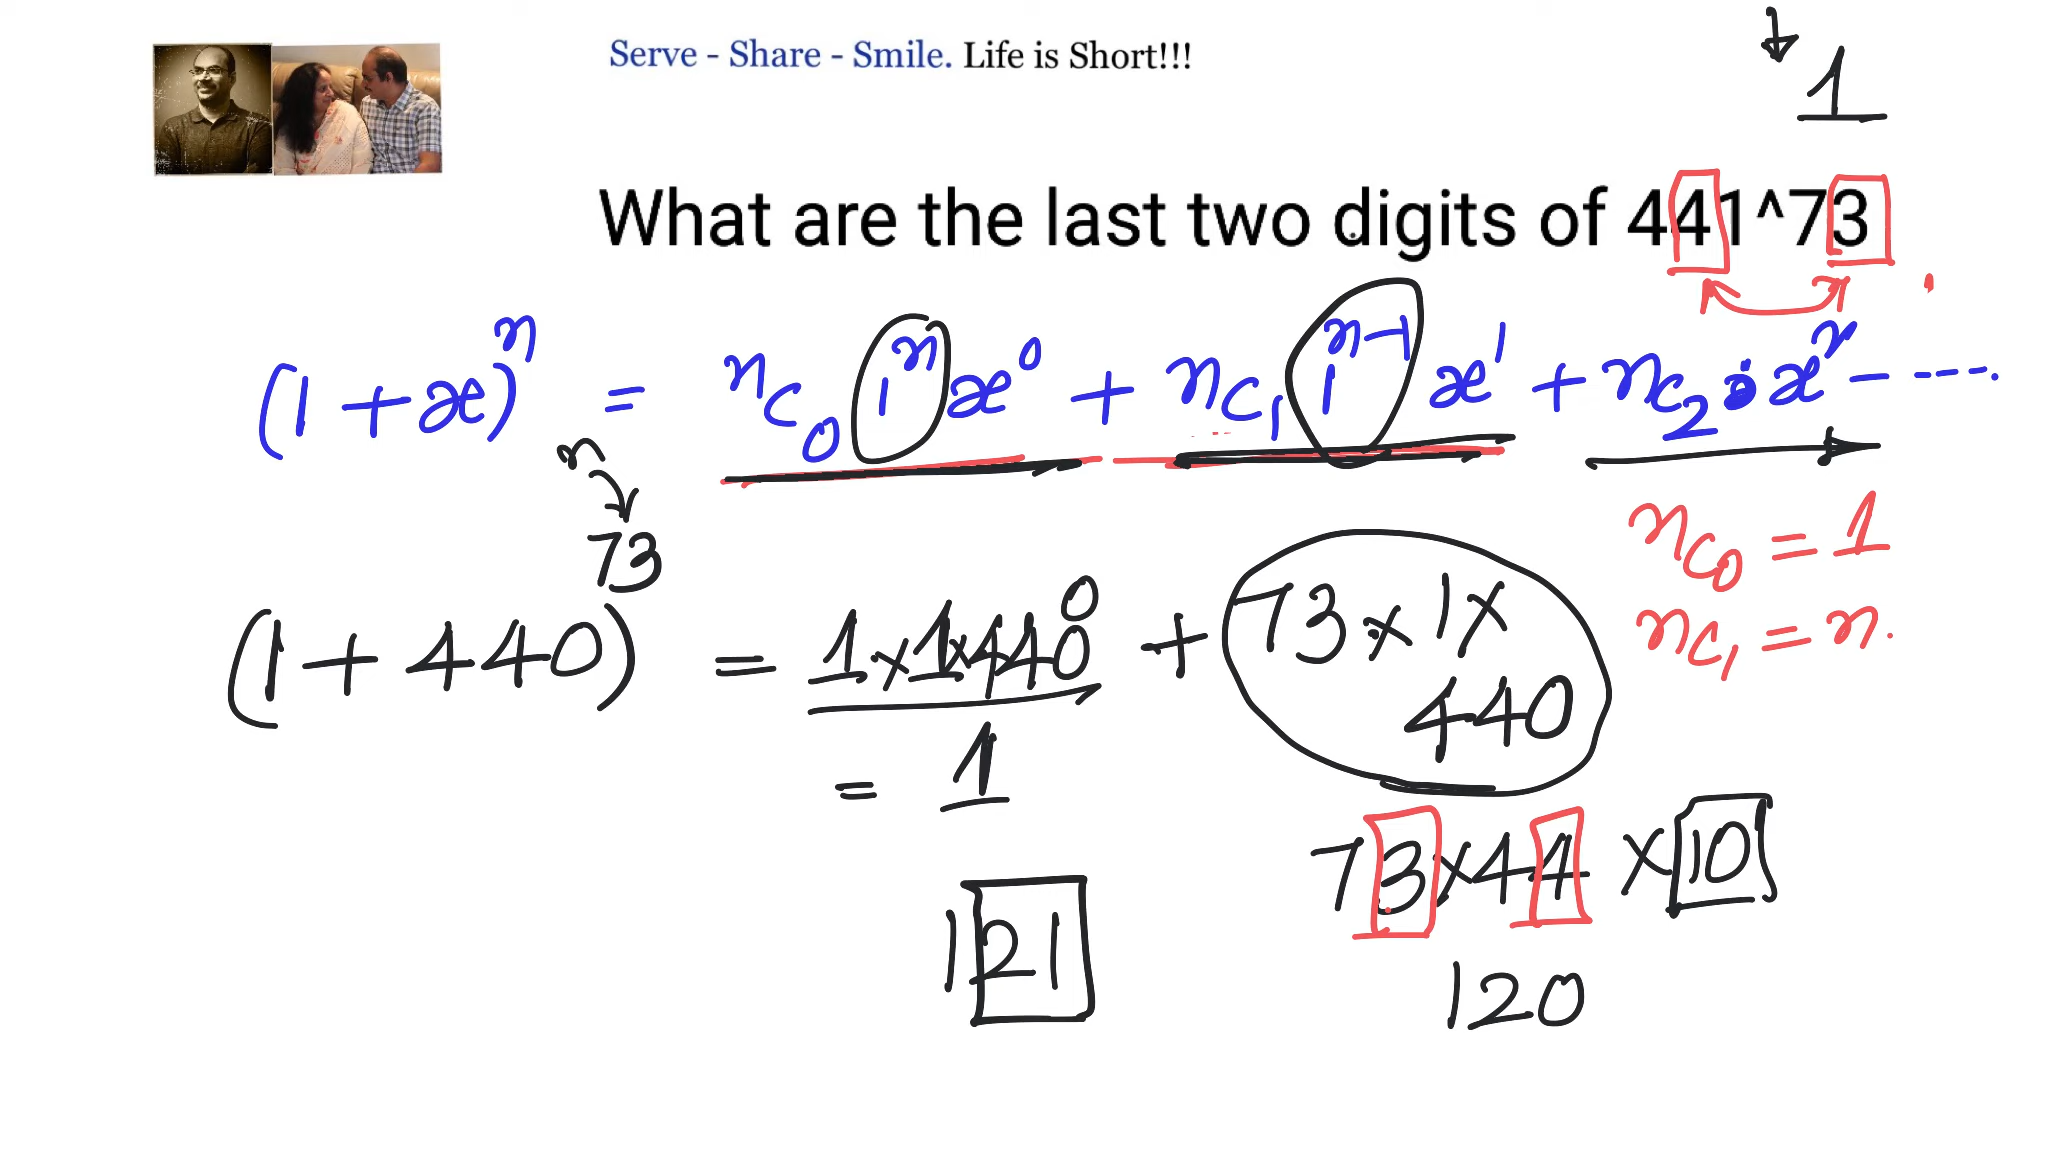 Serve - Share - Smile. Life is Short!!!
1
What are the last two digits of 441^73
(1 + x)^n = nC0 1^n x^0 + nC1 1^n-1 x^1 + nC2 x^2 - ----.
n
73
nC0 = 1
nC1 = n.
(1 + 440) = 1 x 1 x 440^0 + 73 x 1 x 440
= 1
73 x 44 x 10
121
120